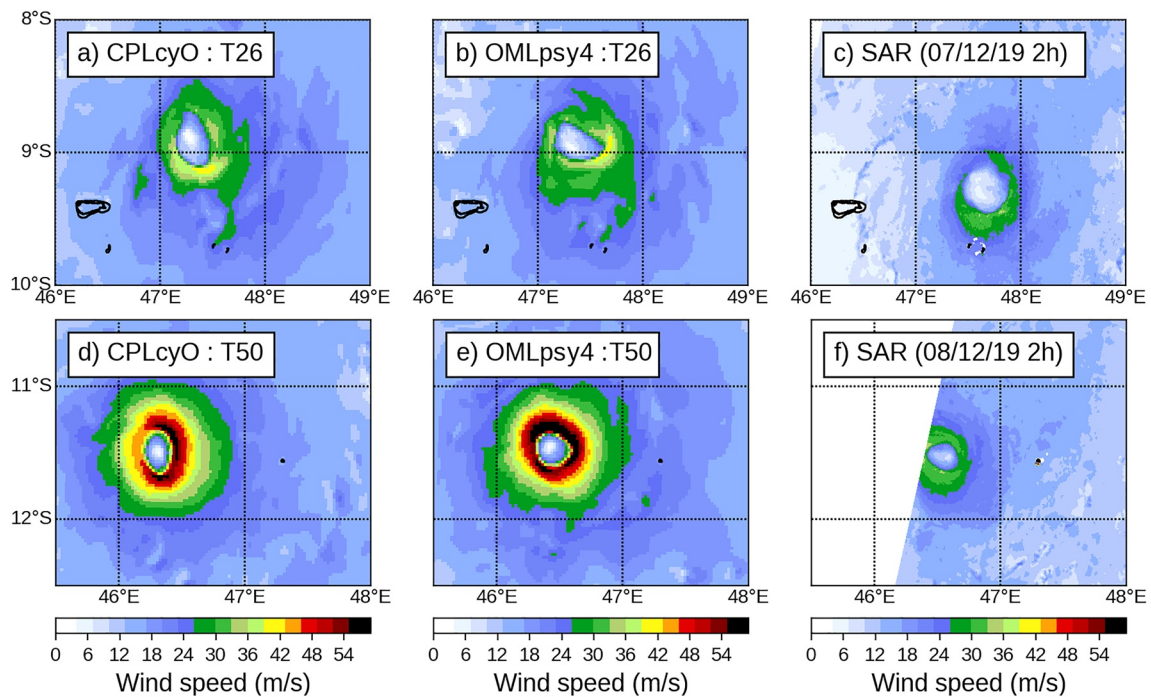 a) CPLcyO : T26
b) OMLpsy4 :T26
c) SAR (07/12/19 2h)
8°S
9°S
10°S
46°E 47°E 48°E 49°E
46°E 47°E 48°E 49°E
46°E 47°E 48°E 49°E
d) CPLcyO : T50
e) OMLpsy4 :T50
f) SAR (08/12/19 2h)
11°S
12°S
46°E 47°E 48°E
46°E 47°E 48°E
46°E 47°E 48°E
0 6 12 18 24 30 36 42 48 54
0 6 12 18 24 30 36 42 48 54
0 6 12 18 24 30 36 42 48 54
Wind speed (m/s)
Wind speed (m/s)
Wind speed (m/s)